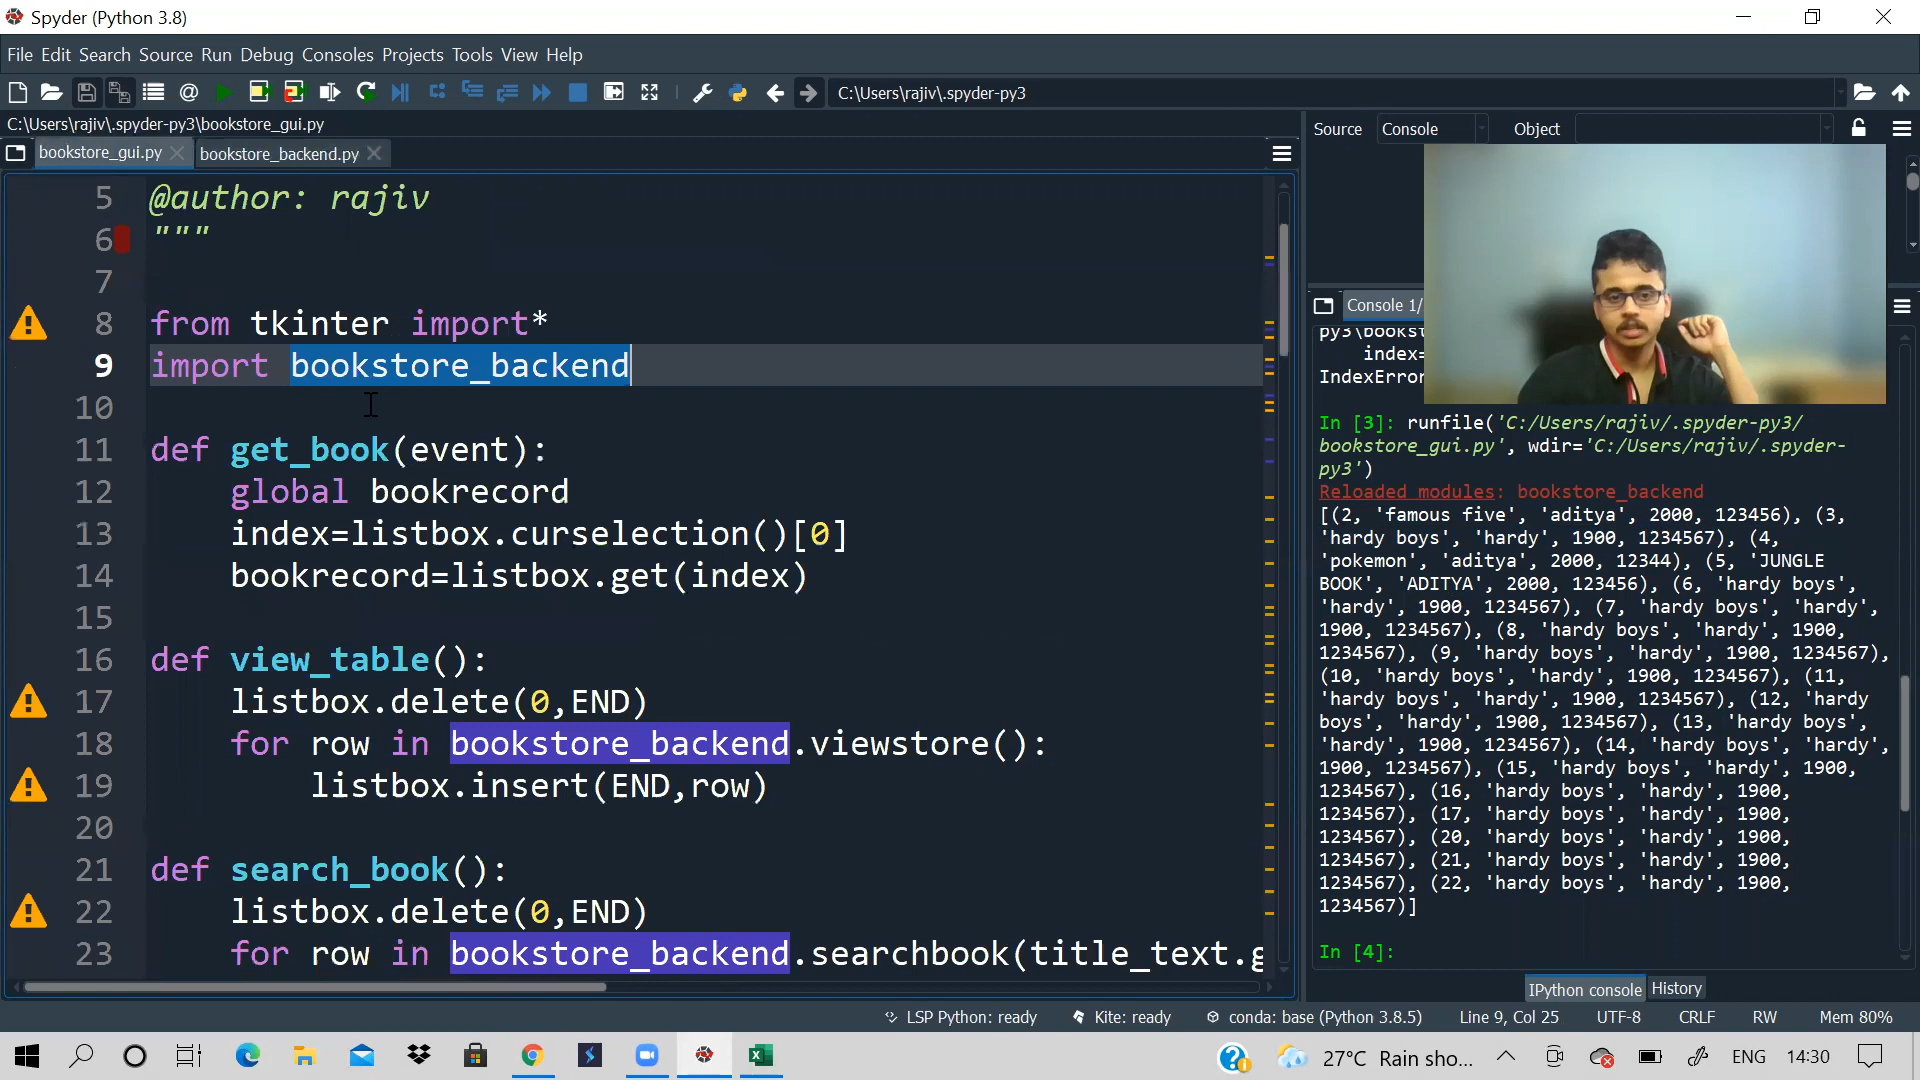 Spyder (Python 3.8)
File Edit Search Source Run Debug Consoles Projects Tools View Help
C:\Users\rajiv\.spyder-py3
C:\Users\rajiv\.spyder-py3\bookstore_gui.py
bookstore_gui.py
bookstore_backend.py
5 @author: rajiv
6 """
7
8 from tkinter import*
9 import bookstore_backend
10
11 def get_book(event):
12 global bookrecord
13 index=listbox.curselection()[0]
14 bookrecord=listbox.get(index)
15
16 def view_table():
17 listbox.delete(0,END)
18 for row in bookstore_backend.viewstore():
19 listbox.insert(END,row)
20
21 def search_book():
22 listbox.delete(0,END)
23 for row in bookstore_backend.searchbook(title_text.g
Source Console Object
Console 1/
py3\bookst
index=
IndexError
In [3]: runfile('C:/Users/rajiv/.spyder-py3/
bookstore_gui.py', wdir='C:/Users/rajiv/.spyder-
py3')
Reloaded modules: bookstore_backend
[(2, 'famous five', 'aditya', 2000, 123456), (3,
'hardy boys', 'hardy', 1900, 1234567), (4,
'pokemon', 'aditya', 2000, 12344), (5, 'JUNGLE
BOOK', 'ADITYA', 2000, 123456), (6, 'hardy boys',
'hardy', 1900, 1234567), (7, 'hardy boys', 'hardy',
1900, 1234567), (8, 'hardy boys', 'hardy', 1900,
1234567), (9, 'hardy boys', 'hardy', 1900, 1234567),
(10, 'hardy boys', 'hardy', 1900, 1234567), (11,
'hardy boys', 'hardy', 1900, 1234567), (12, 'hardy
boys', 'hardy', 1900, 1234567), (13, 'hardy boys',
'hardy', 1900, 1234567), (14, 'hardy boys', 'hardy',
1900, 1234567), (15, 'hardy boys', 'hardy', 1900,
1234567), (16, 'hardy boys', 'hardy', 1900,
1234567), (17, 'hardy boys', 'hardy', 1900,
1234567), (20, 'hardy boys', 'hardy', 1900,
1234567), (21, 'hardy boys', 'hardy', 1900,
1234567), (22, 'hardy boys', 'hardy', 1900,
1234567)]
In [4]:
IPython console History
LSP Python: ready Kite: ready conda: base (Python 3.8.5) Line 9, Col 25 UTF-8 CRLF RW Mem 80%
27°C Rain sho... ENG 14:30